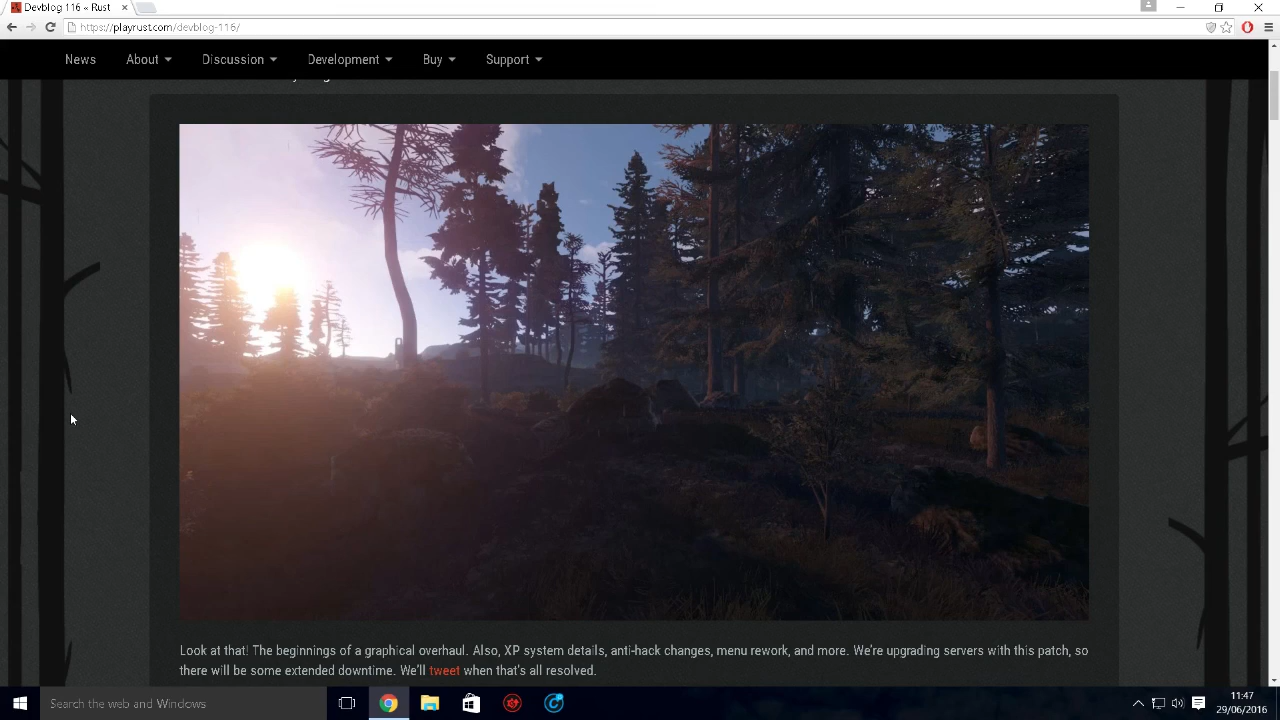 Devblog 116 « Rust
https://playrust.com/devblog-116/
News About Discussion Development Buy Support
Look at that! The beginnings of a graphical overhaul. Also, XP system details, anti-hack changes, menu rework, and more. We're upgrading servers with this patch, so
there will be some extended downtime. We'll tweet when that's all resolved.
Search the web and Windows
11:47
29/06/2016